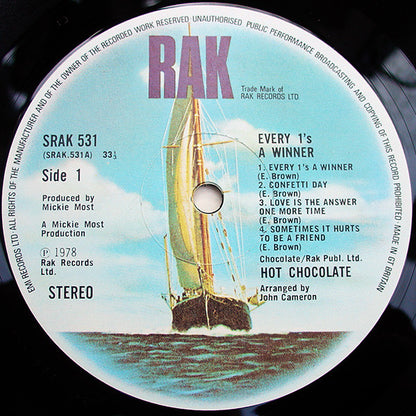 ALL RIGHTS OF THE MANUFACTURER AND OF THE OWNER OF THE RECORDED WORK RESERVED UNAUTHORISED PUBLIC PERFORMANCE BROADCASTING AND COPYING OF THIS RECORD PROHIBITED · MADE IN GT BRITAIN
EMI RECORDS LTD
RAK
Trade Mark of
RAK RECORDS LTD.
SRAK 531
(SRAK.531A) 33⅓
Side 1
Produced by
Mickie Most
A Mickie Most
Production
℗ 1978
Rak Records
Ltd.
STEREO
EVERY 1's
A WINNER
1. EVERY 1'S A WINNER
(E. Brown)
2. CONFETTI DAY
(E. Brown)
3. LOVE IS THE ANSWER
ONE MORE TIME
(E. Brown)
4. SOMETIMES IT HURTS
TO BE A FRIEND
(E. Brown)
Chocolate/Rak Publ. Ltd.
HOT CHOCOLATE
Arranged by
John Cameron